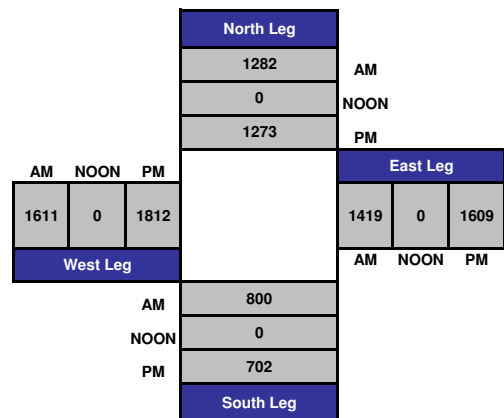 North Leg
1282 AM
0 NOON
1273 PM
AM NOON PM
East Leg
1611 0 1812
1419 0 1609
West Leg
AM NOON PM
AM 800
NOON 0
PM 702
South Leg